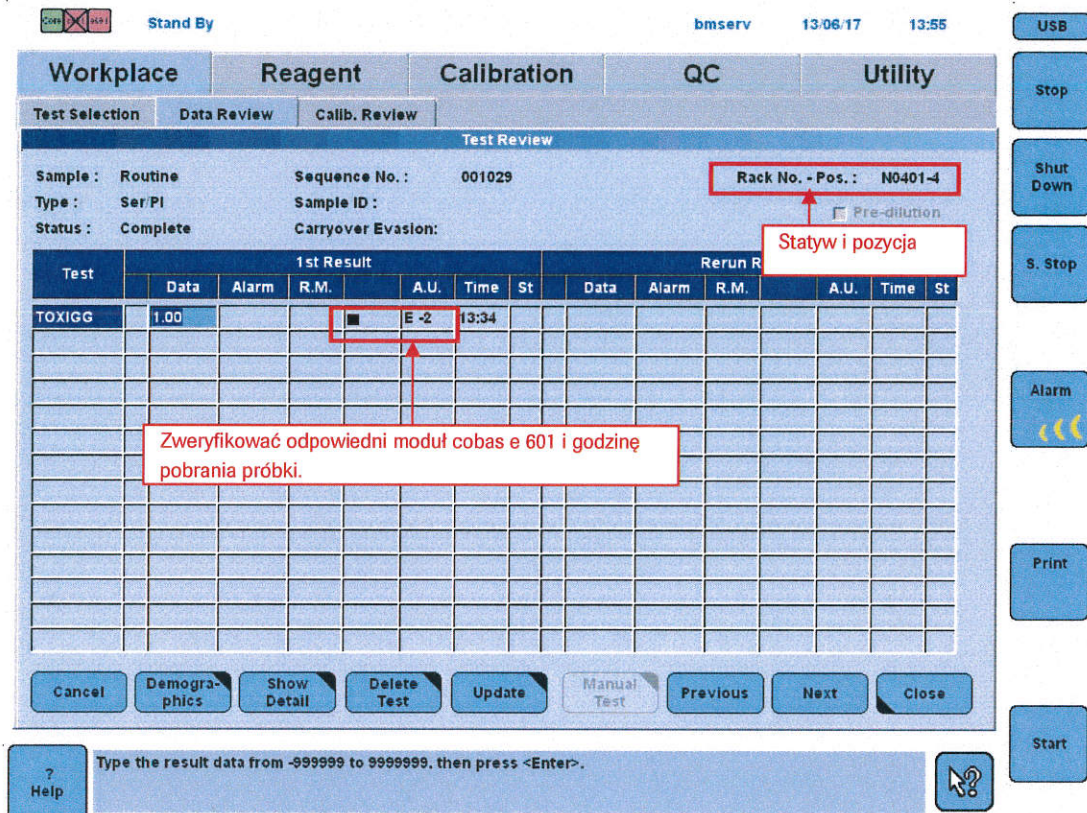 Stand By bmserv 13/06/17 13:55 USB
Workplace Reagent Calibration QC Utility
Stop
Test Selection Data Review Calib. Review
Test Review
Sample : Routine Sequence No. : 001029 Rack No. - Pos. : N0401-4
Type : Ser/Pl Sample ID : Pre-dilution
Status : Complete Carryover Evasion:
Statyw i pozycja
Shut
Down
S. Stop
Test 1st Result Rerun R
Data Alarm R.M. A.U. Time St Data Alarm R.M. A.U. Time St
TOXIGG 1.00 E -2 13:34
Zweryfikować odpowiedni moduł cobas e 601 i godzinę
pobrania próbki.
Alarm
Print
Cancel Demogra-
phics Show
Detail Delete
Test Update Manual
Test Previous Next Close
Start
?
Help
Type the result data from -999999 to 9999999, then press <Enter>.
?